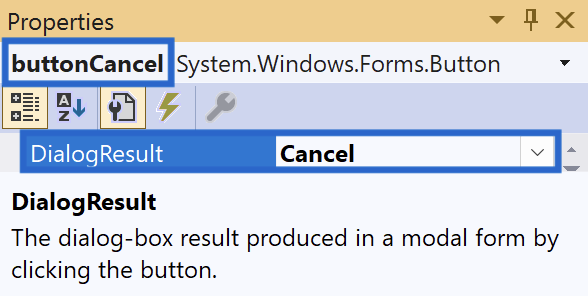 Properties
buttonCancel System.Windows.Forms.Button
A
Z
DialogResult Cancel
DialogResult
The dialog-box result produced in a modal form by
clicking the button.